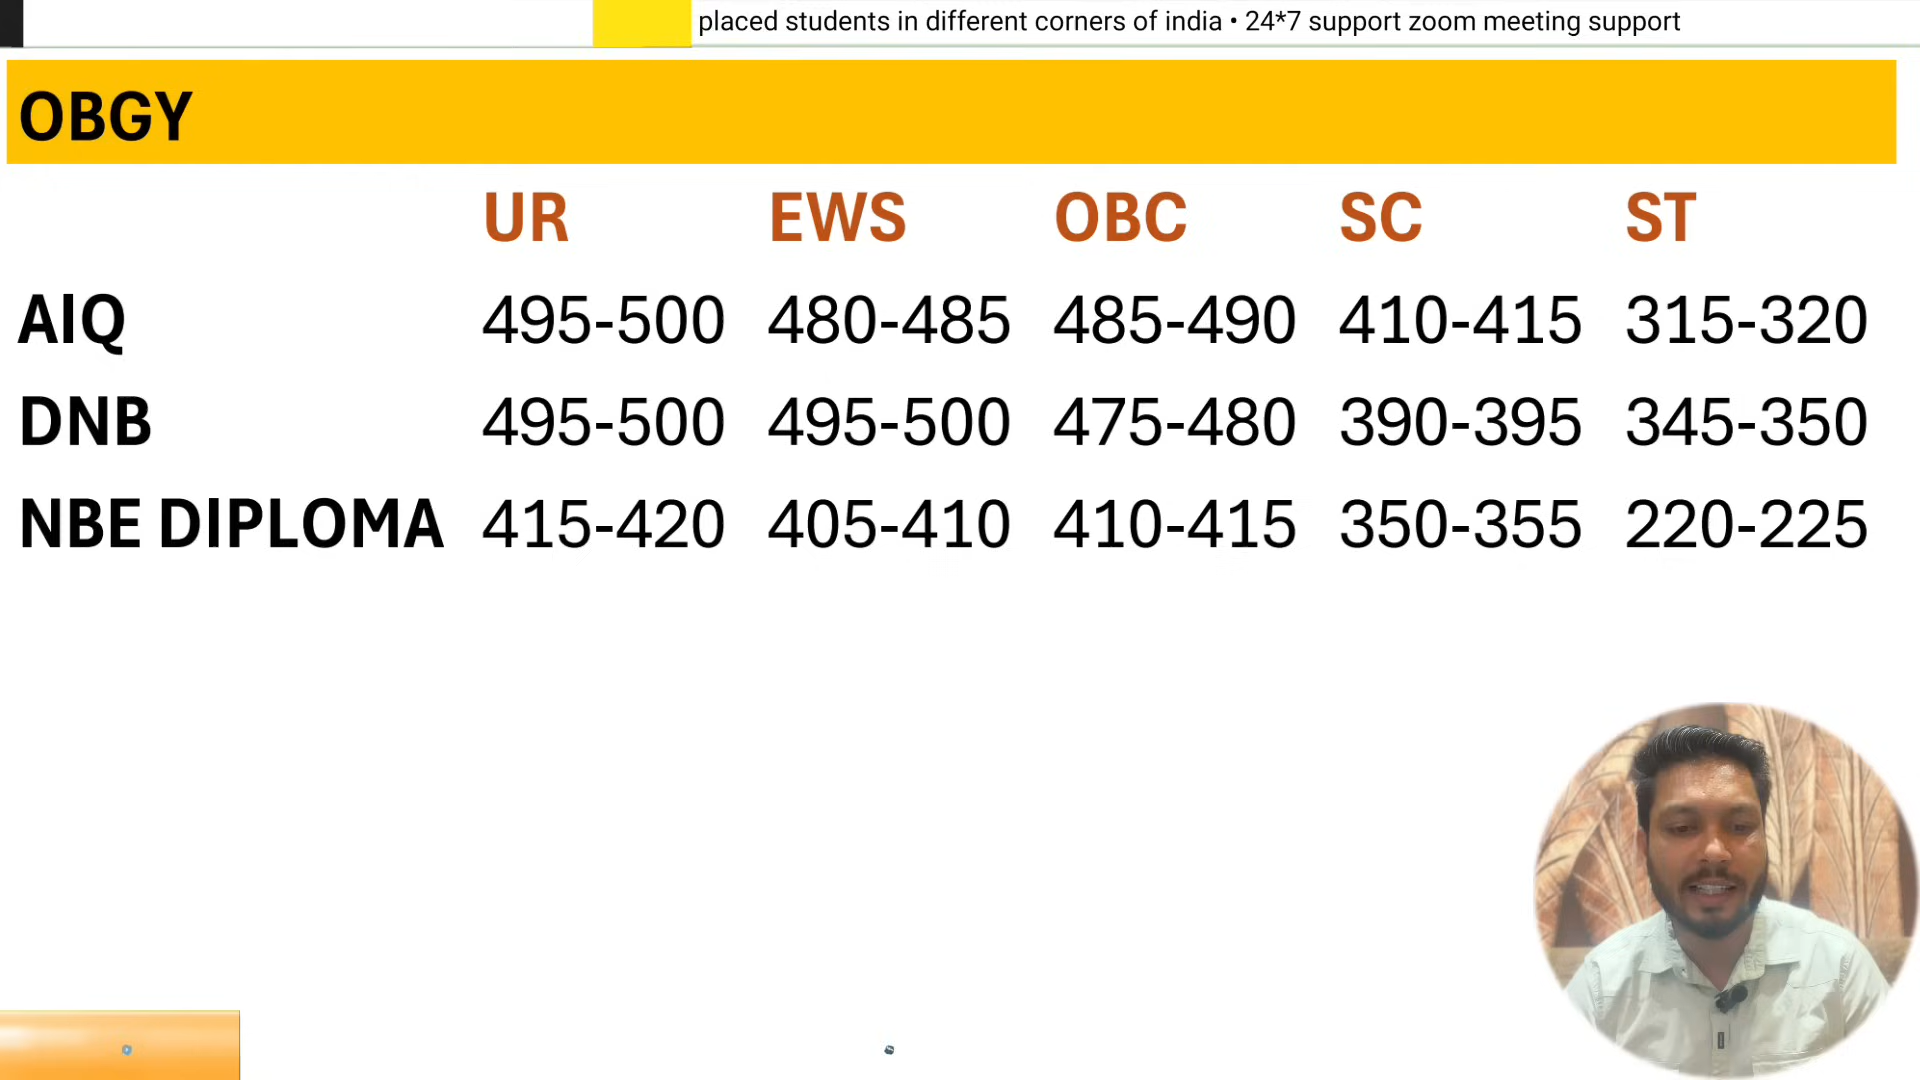 placed students in different corners of india • 24*7 support zoom meeting support
OBGY
UR EWS OBC SC ST
AIQ 495-500 480-485 485-490 410-415 315-320
DNB 495-500 495-500 475-480 390-395 345-350
NBE DIPLOMA 415-420 405-410 410-415 350-355 220-225